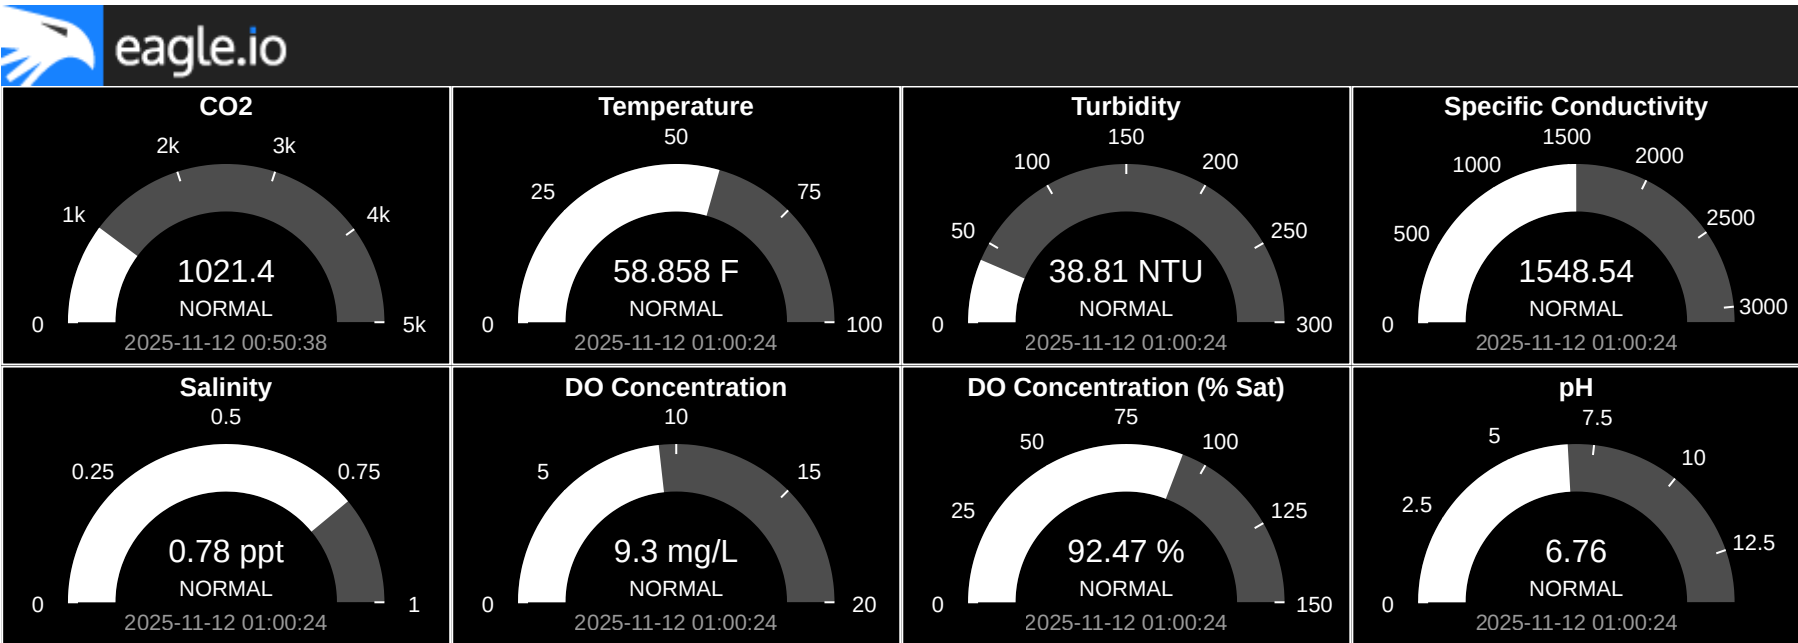 eagle.io
CO2
0
1k
2k
3k
4k
5k
1021.4
NORMAL
2025-11-12 00:50:38
Temperature
0
25
50
75
100
58.858 F
NORMAL
2025-11-12 01:00:24
Turbidity
0
50
100
150
200
250
300
38.81 NTU
NORMAL
2025-11-12 01:00:24
Specific Conductivity
0
500
1000
1500
2000
2500
3000
1548.54
NORMAL
2025-11-12 01:00:24
Salinity
0
0.25
0.5
0.75
1
0.78 ppt
NORMAL
2025-11-12 01:00:24
DO Concentration
0
5
10
15
20
9.3 mg/L
NORMAL
2025-11-12 01:00:24
DO Concentration (% Sat)
0
25
50
75
100
125
150
92.47 %
NORMAL
2025-11-12 01:00:24
pH
0
2.5
5
7.5
10
12.5
6.76
NORMAL
2025-11-12 01:00:24